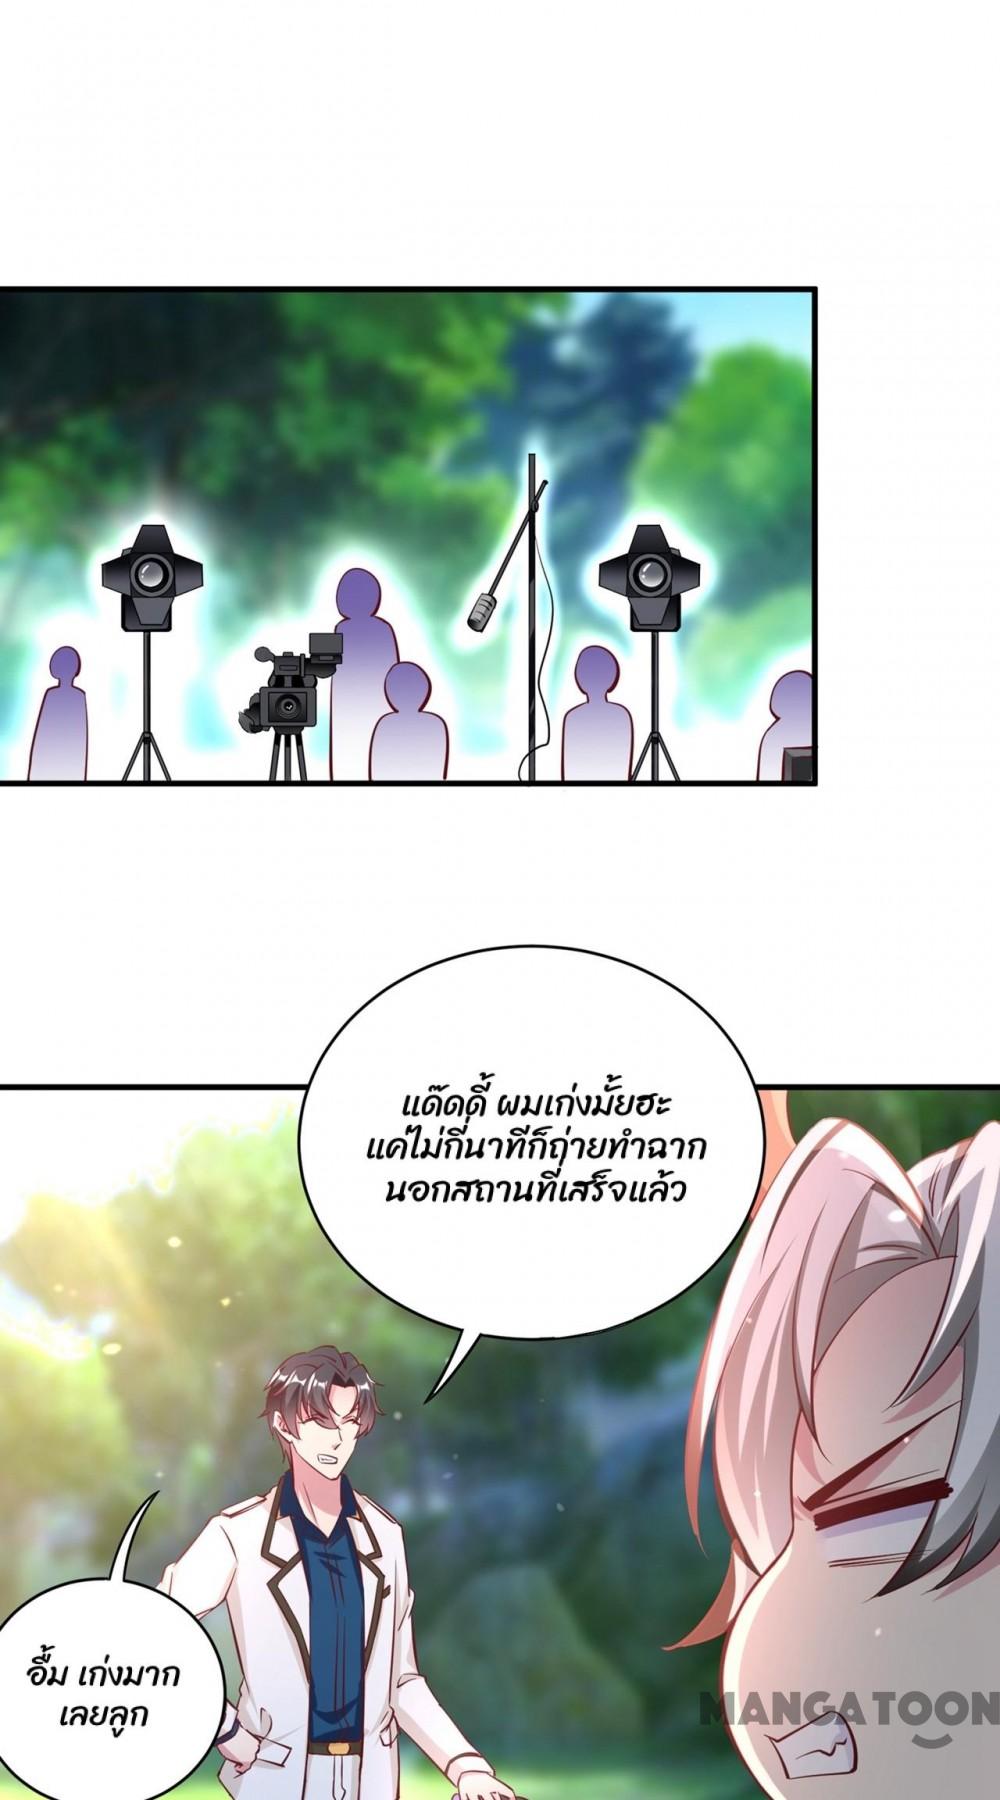 แด๊ดดี้ ผมเก่งมั้ยฮะ
แค่ไม่กี่นาทีก็ถ่ายทำฉาก
นอกสถานที่เสร็จแล้ว
อื้ม เก่งมาก
เลยลูก
MANGATOON